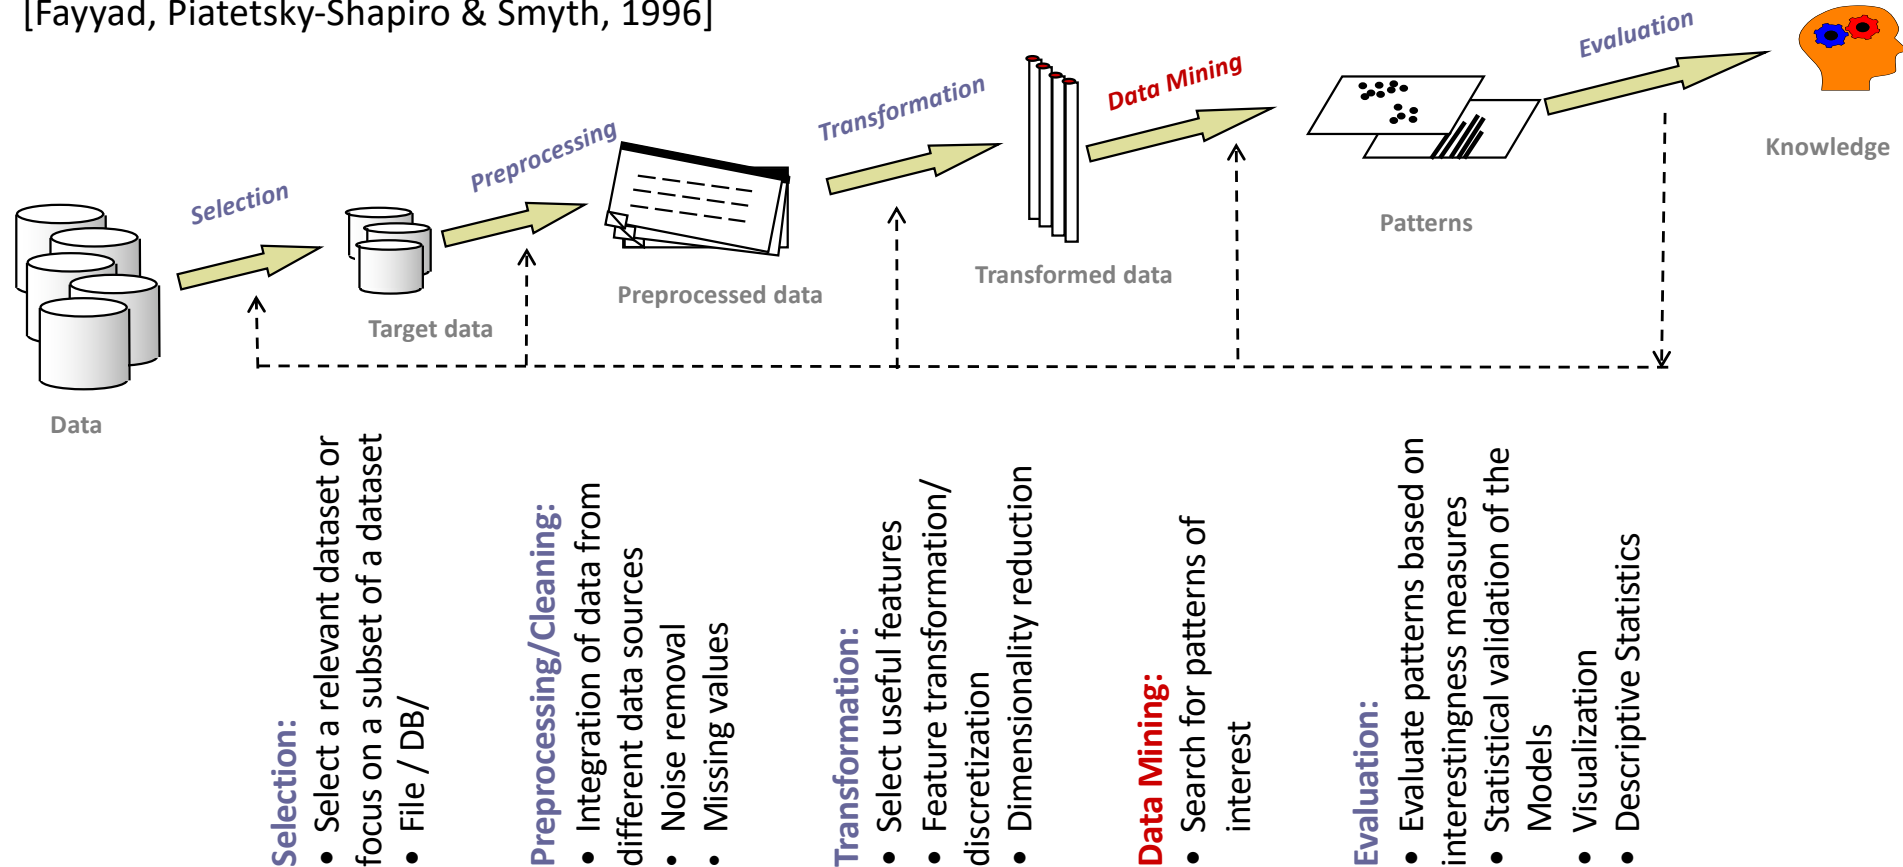 [Fayyad, Piatetsky-Shapiro & Smyth, 1996]
Selection
Preprocessing
Transformation
Data Mining
Evaluation
Data
Target data
Preprocessed data
Transformed data
Patterns
Knowledge
Selection:
• Select a relevant dataset or
focus on a subset of a dataset
• File / DB/
Preprocessing/Cleaning:
• Integration of data from
different data sources
• Noise removal
• Missing values
Transformation:
• Select useful features
• Feature transformation/
discretization
• Dimensionality reduction
Data Mining:
• Search for patterns of
interest
Evaluation:
• Evaluate patterns based on
interestingness measures
• Statistical validation of the
Models
• Visualization
• Descriptive Statistics